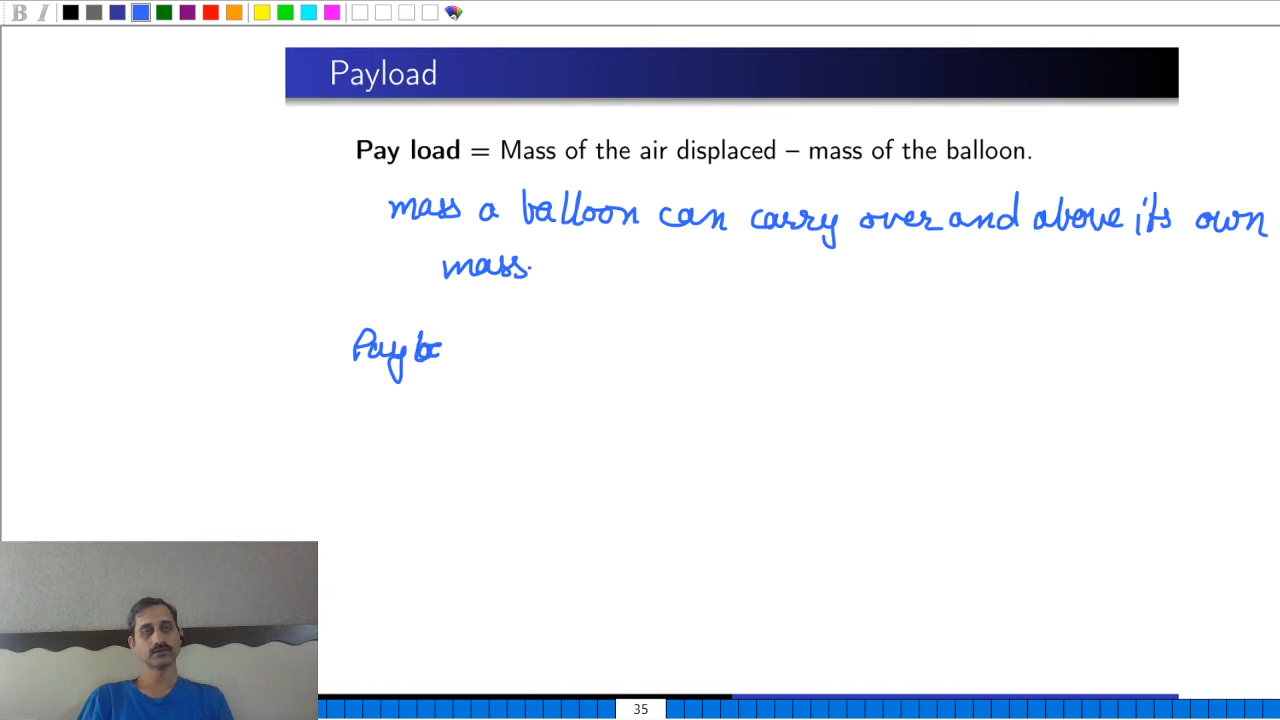 B I
Payload
Pay load = Mass of the air displaced – mass of the balloon.
mass a balloon can carry over and above its own
mass.
35